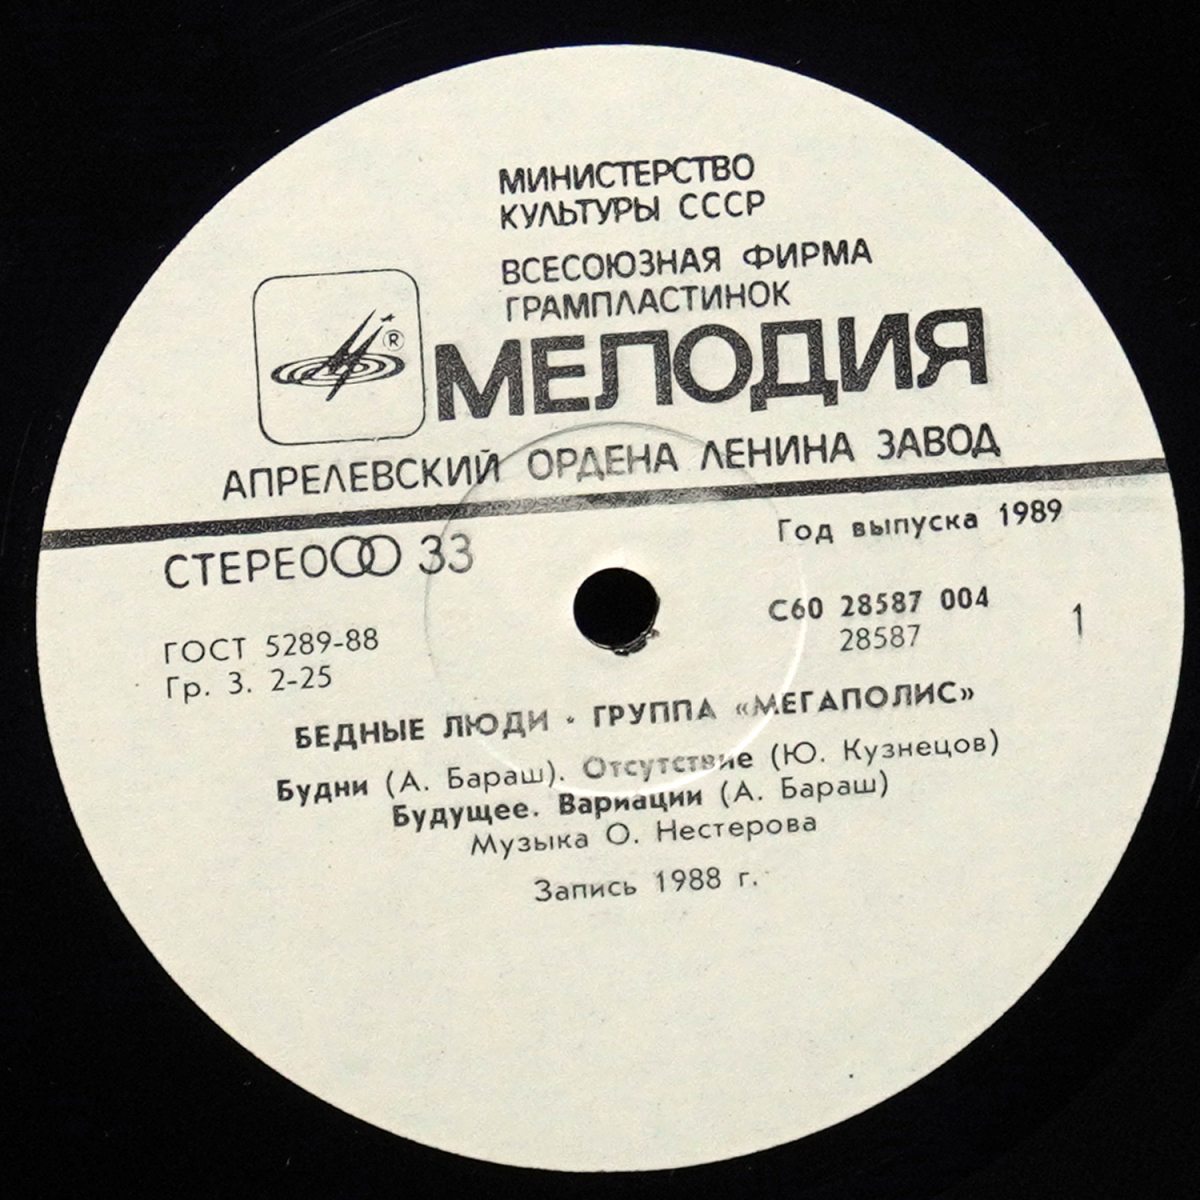 МИНИСТЕРСТВО
КУЛЬТУРЫ СССР
ВСЕСОЮЗНАЯ ФИРМА
ГРАМПЛАСТИНОК
®
МЕЛОДИЯ
АПРЕЛЕВСКИЙ ОРДЕНА ЛЕНИНА ЗАВОД
СТЕРЕО 33
Год выпуска 1989
ГОСТ 5289-88
Гр. 3. 2-25
С60 28587 004
28587
1
БЕДНЫЕ ЛЮДИ • ГРУППА «МЕГАПОЛИС»
Будни (А. Бараш). Отсутствие (Ю. Кузнецов)
Будущее. Вариации (А. Бараш)
Музыка О. Нестерова
Запись 1988 г.